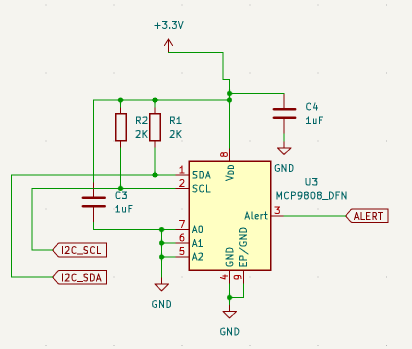 +3.3V
R2 R1
2K 2K
C4
1uF
8
VDD
GND
U3
MCP9808_DFN
1 SDA
2 SCL
C3
1uF
Alert 3 ALERT
7 A0
6 A1
5 A2
I2C_SCL
I2C_SDA
GND
EP/GND
4 9
GND
GND